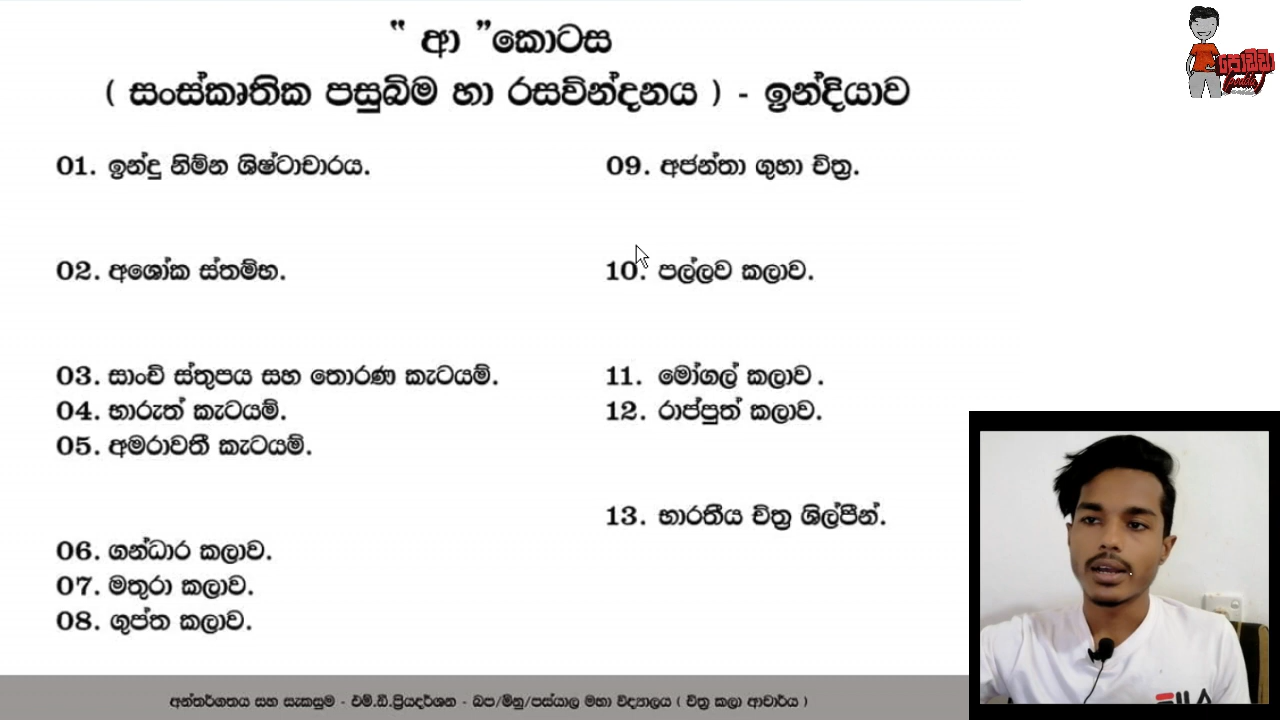 “ ආ ”කොටස
( සංස්කෘතික පසුබිම හා රසවින්දනය ) - ඉන්දියාව
01. ඉන්දු නිම්න ශිෂ්ටාචාරය.
02. අශෝක ස්තම්භ.
03. සාංචි ස්තූපය සහ තොරණ කැටයම්.
04. භාරුත් කැටයම්.
05. අමරාවතී කැටයම්.
06. ගන්ධාර කලාව.
07. මතුරා කලාව.
08. ගුප්ත කලාව.
09. අජන්තා ගුහා චිත්‍ර.
10. පල්ලව කලාව.
11. මෝගල් කලාව.
12. රාජ්පුත් කලාව.
13. භාරතීය චිත්‍ර ශිල්පීන්.
අන්තර්ගතය සහ සැකසුම - එම්.ඩී.ප්‍රියදර්ශන - බප/මිනු/පස්යාල මහා විද්‍යාලය ( චිත්‍ර කලා ආචාර්ය )
පොඩ්ඩා
FILA